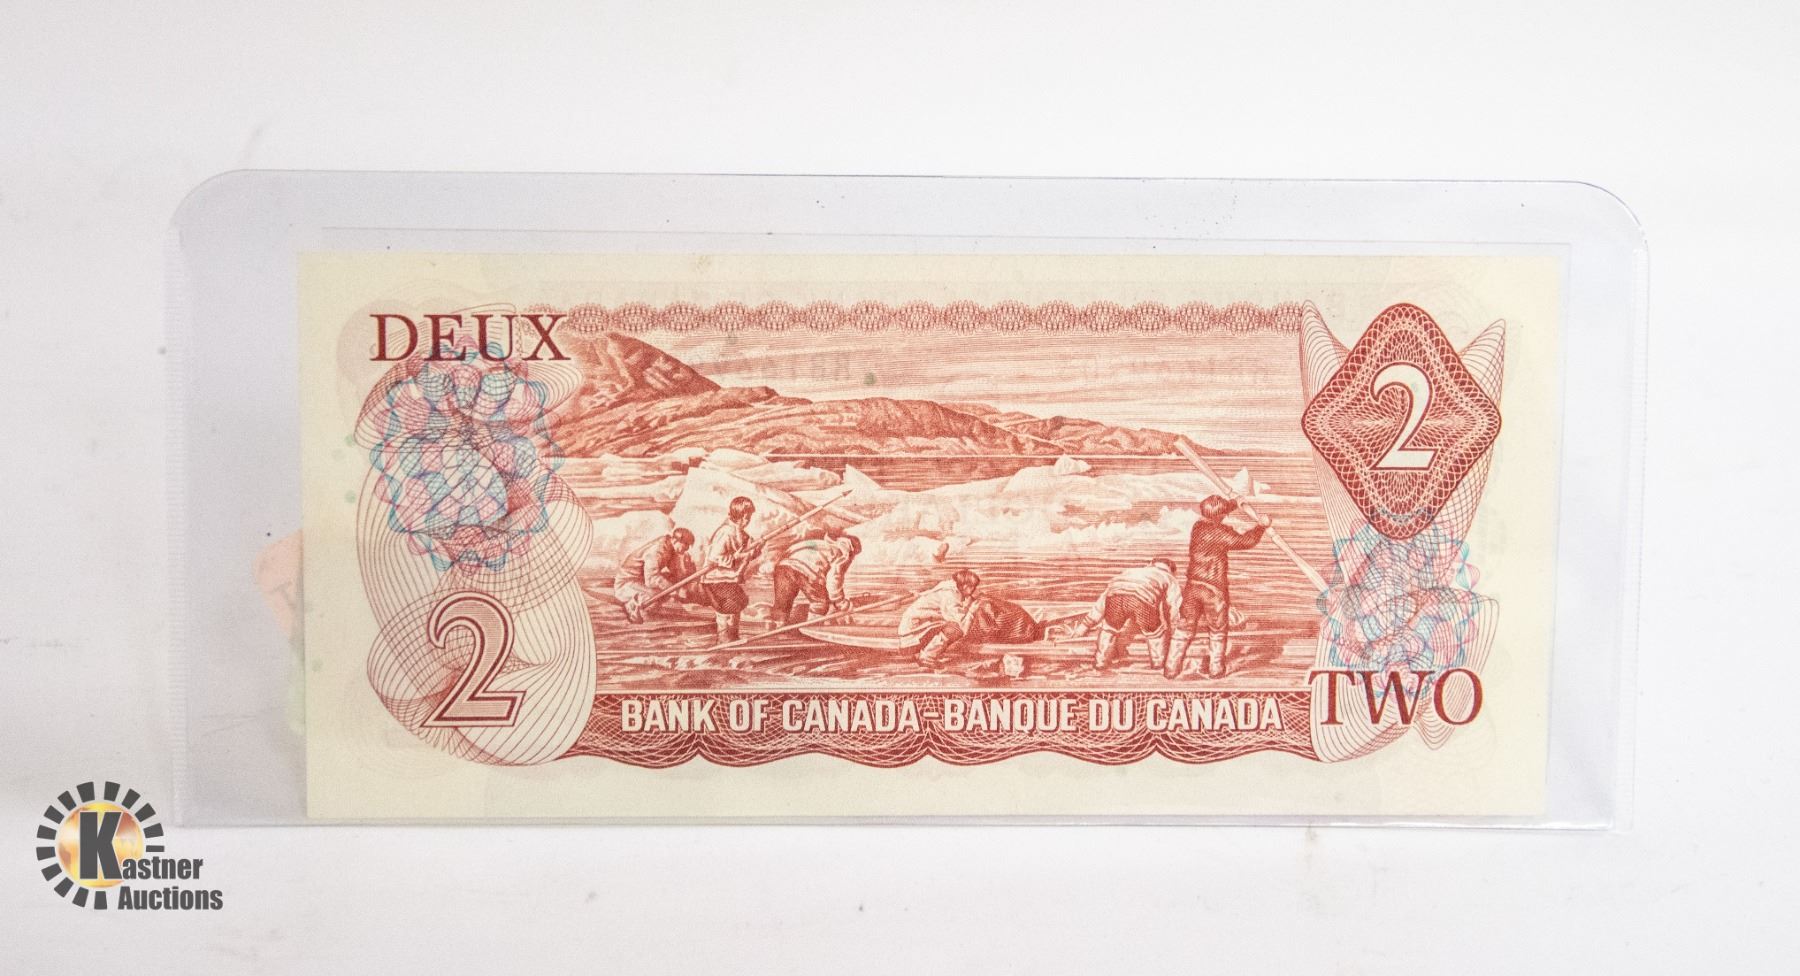 DEUX
2
2
BANK OF CANADA-BANQUE DU CANADA
TWO
Kastner
Auctions